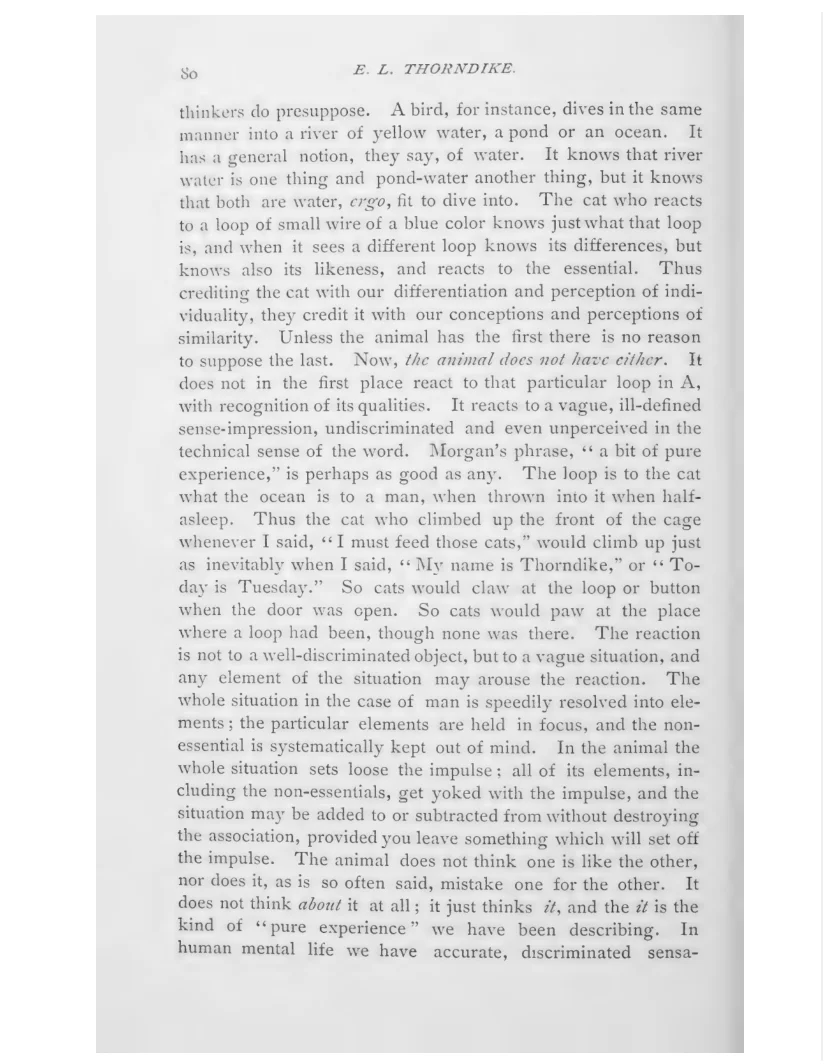 80 E. L. THORNDIKE.
thinkers do presuppose. A bird, for instance, dives in the same
manner into a river of yellow water, a pond or an ocean. It
has a general notion, they say, of water. It knows that river
water is one thing and pond-water another thing, but it knows
that both are water, ergo, fit to dive into. The cat who reacts
to a loop of small wire of a blue color knows just what that loop
is, and when it sees a different loop knows its differences, but
knows also its likeness, and reacts to the essential. Thus
crediting the cat with our differentiation and perception of indi-
viduality, they credit it with our conceptions and perceptions of
similarity. Unless the animal has the first there is no reason
to suppose the last. Now, the animal does not have either. It
does not in the first place react to that particular loop in A,
with recognition of its qualities. It reacts to a vague, ill-defined
sense-impression, undiscriminated and even unperceived in the
technical sense of the word. Morgan's phrase, “ a bit of pure
experience,” is perhaps as good as any. The loop is to the cat
what the ocean is to a man, when thrown into it when half-
asleep. Thus the cat who climbed up the front of the cage
whenever I said, “ I must feed those cats,” would climb up just
as inevitably when I said, “ My name is Thorndike,” or “ To-
day is Tuesday.” So cats would claw at the loop or button
when the door was open. So cats would paw at the place
where a loop had been, though none was there. The reaction
is not to a well-discriminated object, but to a vague situation, and
any element of the situation may arouse the reaction. The
whole situation in the case of man is speedily resolved into ele-
ments ; the particular elements are held in focus, and the non-
essential is systematically kept out of mind. In the animal the
whole situation sets loose the impulse ; all of its elements, in-
cluding the non-essentials, get yoked with the impulse, and the
situation may be added to or subtracted from without destroying
the association, provided you leave something which will set off
the impulse. The animal does not think one is like the other,
nor does it, as is so often said, mistake one for the other. It
does not think about it at all ; it just thinks it, and the it is the
kind of “ pure experience ” we have been describing. In
human mental life we have accurate, discriminated sensa-